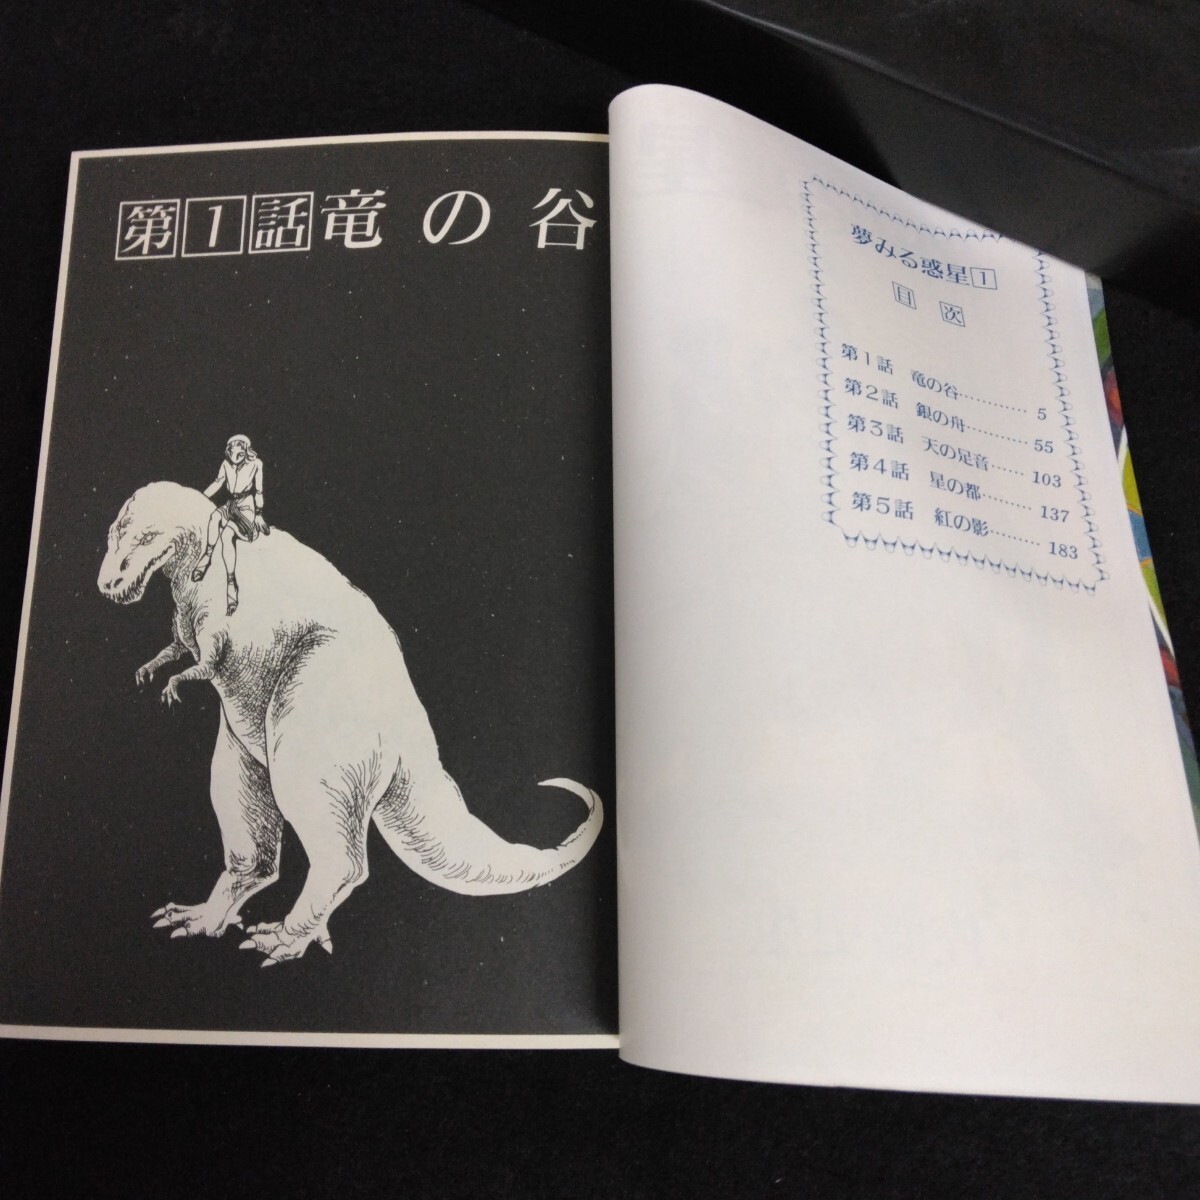 第1話竜の谷
夢みる惑星1
目次
第1話 竜の谷………… 5
第2話 銀の舟……… 55
第3話 天の足音…… 103
第4話 星の都……… 137
第5話 紅の影……… 183